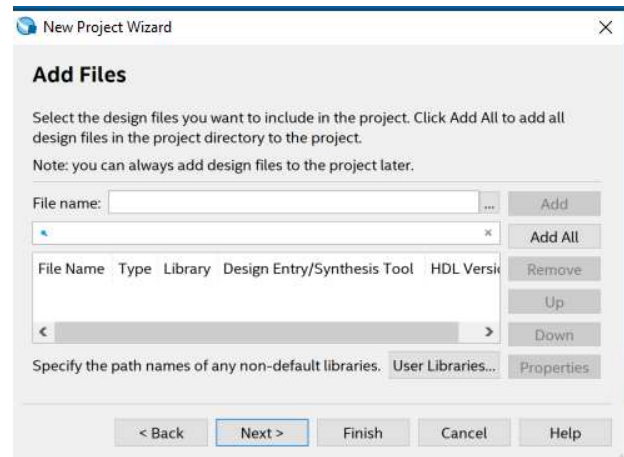 New Project Wizard
Add Files
Select the design files you want to include in the project. Click Add All to add all
design files in the project directory to the project.
Note: you can always add design files to the project later.
File name: ... Add
Add All
File Name Type Library Design Entry/Synthesis Tool HDL Versi Remove
Up
Down
Specify the path names of any non-default libraries. User Libraries... Properties
< Back Next > Finish Cancel Help